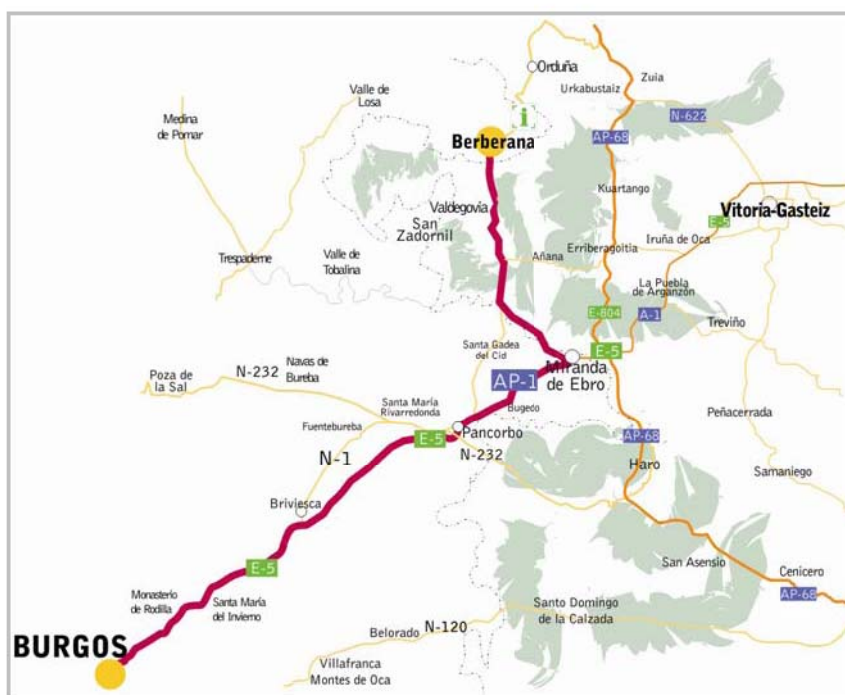 Orduña
Zuia
Urkabustaiz
Valle de
Losa
Medina
de Pomar
i
N-622
Berberana
AP-68
Kuartango
Valdegovia
Vitoria-Gasteiz
San
Zadornil
E-5
Iruña de Oca
Erriberagoitia
Añana
Trespaderne
Valle de
Tobalina
La Puebla
de Arganzón
E-804
A-1
Treviño
Santa Gadea
del Cid
E-5
Miranda
de Ebro
Navas de
Bureba
N-232
Poza de
la Sal
AP-1
Santa María
Rivarredonda
Bugedo
Peñacerrada
Fuentebureba
Pancorbo
E-5
AP-68
N-1
N-232
Haro
Samaniego
Briviesca
San Asensio
E-5
Cenicero
Monasterio
de Rodilla
Santa María
del Invierno
AP-68
Santo Domingo
de la Calzada
N-120
Belorado
BURGOS
Villafranca
Montes de Oca